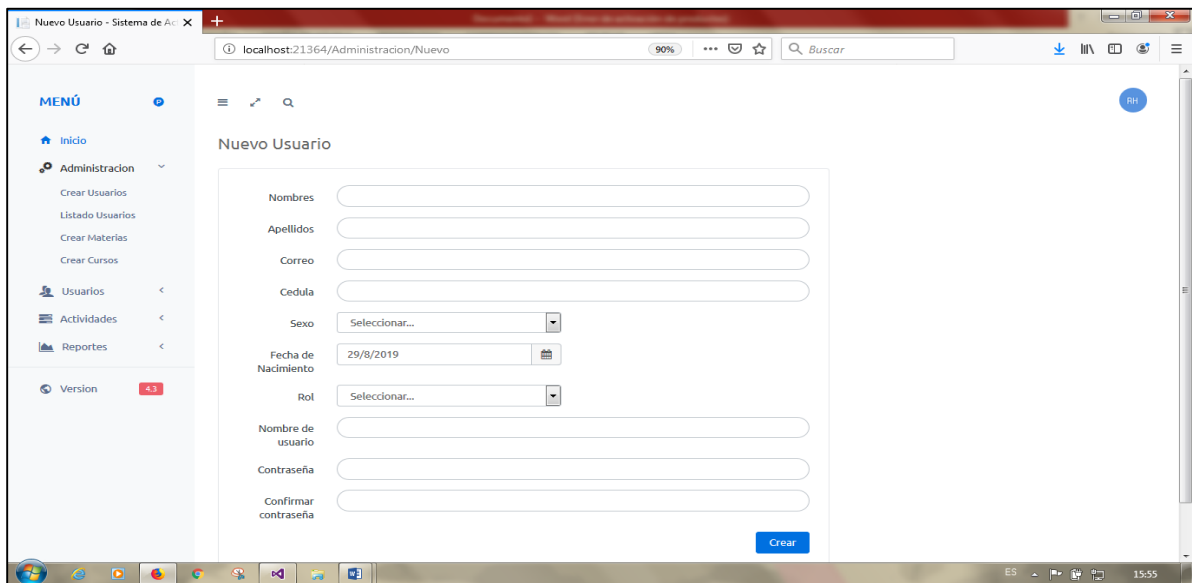 Nuevo Usuario - Sistema de Ac
localhost:21364/Administracion/Nuevo
90%
Buscar
MENÚ
P
RH
Inicio
Nuevo Usuario
Administracion
Crear Usuarios
Listado Usuarios
Crear Materias
Crear Cursos
Usuarios
Actividades
Reportes
Version 4.3
Nombres
Apellidos
Correo
Cedula
Sexo Seleccionar...
Fecha de
Nacimiento
29/8/2019
Rol Seleccionar...
Nombre de
usuario
Contraseña
Confirmar
contraseña
Crear
ES
15:55